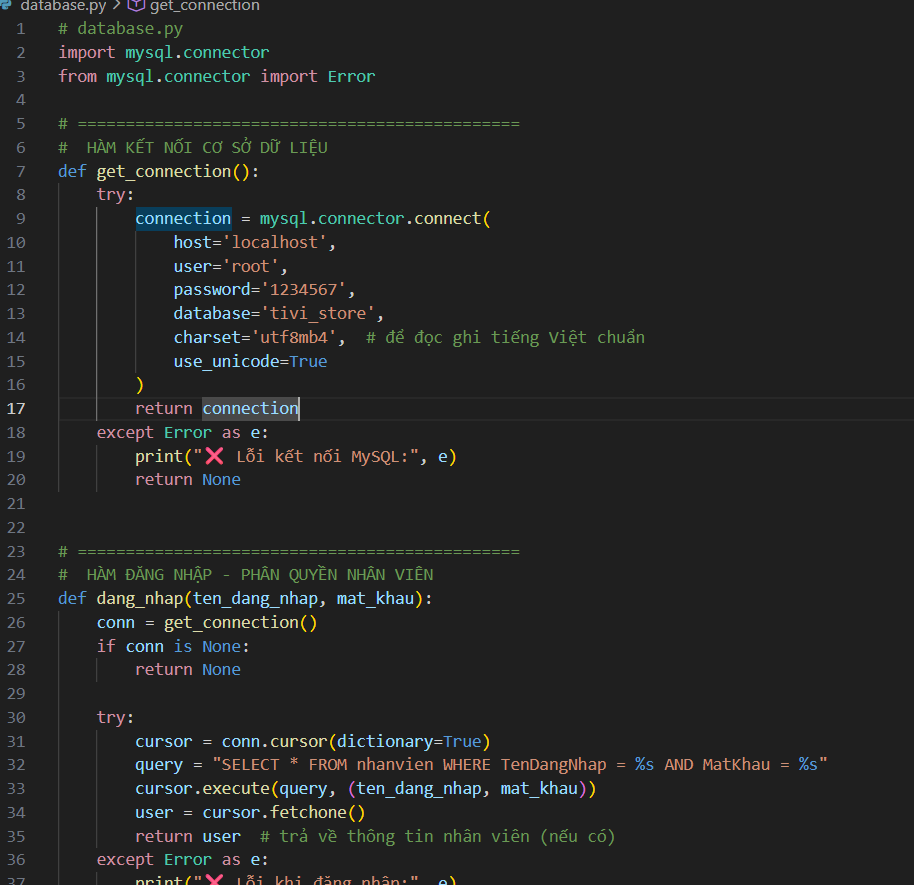 database.py > get_connection
1 # database.py
2 import mysql.connector
3 from mysql.connector import Error
4
5 # ==============================================
6 #  HÀM KẾT NỐI CƠ SỞ DỮ LIỆU
7 def get_connection():
8     try:
9         connection = mysql.connector.connect(
10             host='localhost',
11             user='root',
12             password='1234567',
13             database='tivi_store',
14             charset='utf8mb4',  # để đọc ghi tiếng Việt chuẩn
15             use_unicode=True
16         )
17         return connection
18     except Error as e:
19         print("❌ Lỗi kết nối MySQL:", e)
20         return None
21
22
23 # ==============================================
24 #  HÀM ĐĂNG NHẬP - PHÂN QUYỀN NHÂN VIÊN
25 def dang_nhap(ten_dang_nhap, mat_khau):
26     conn = get_connection()
27     if conn is None:
28         return None
29
30     try:
31         cursor = conn.cursor(dictionary=True)
32         query = "SELECT * FROM nhanvien WHERE TenDangNhap = %s AND MatKhau = %s"
33         cursor.execute(query, (ten_dang_nhap, mat_khau))
34         user = cursor.fetchone()
35         return user  # trả về thông tin nhân viên (nếu có)
36     except Error as e:
37         print("❌ Lỗi khi đăng nhập:", e)